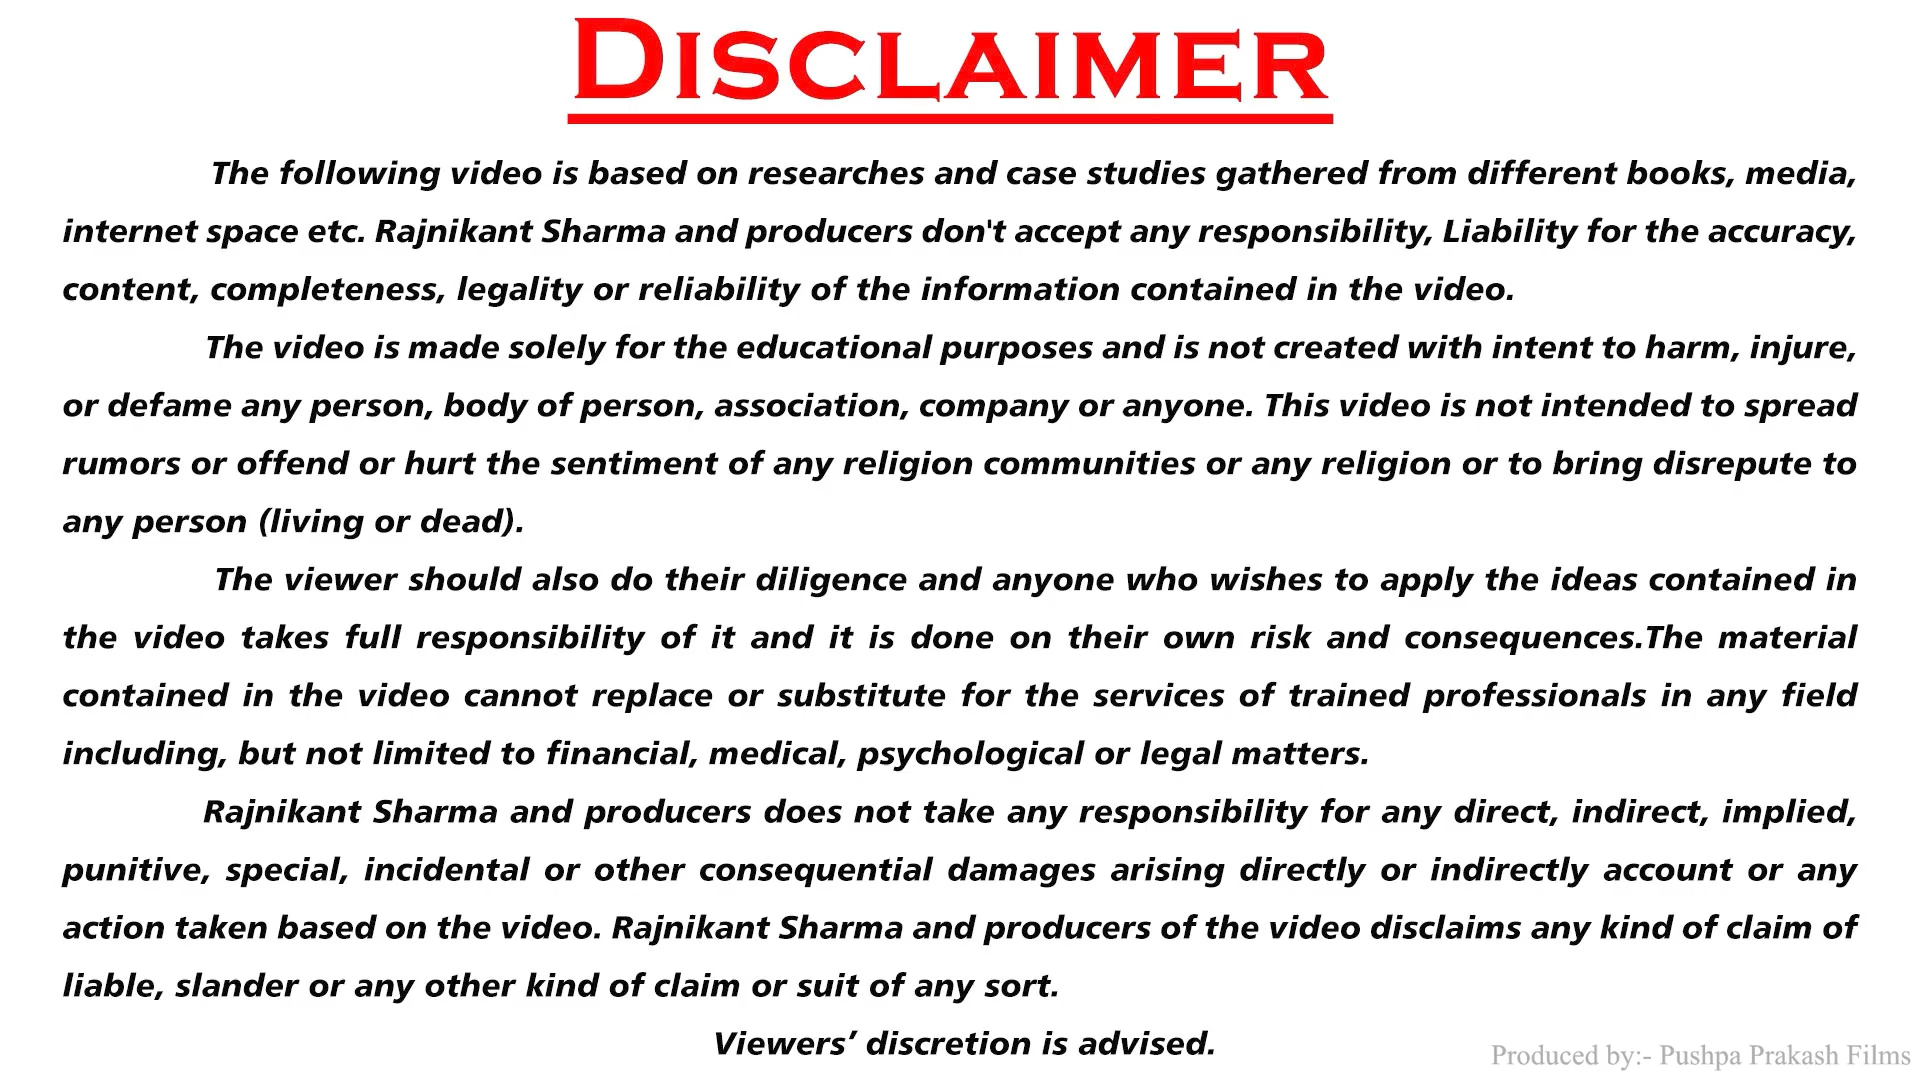 DISCLAIMER
The following video is based on researches and case studies gathered from different books, media,
internet space etc. Rajnikant Sharma and producers don't accept any responsibility, Liability for the accuracy,
content, completeness, legality or reliability of the information contained in the video.
The video is made solely for the educational purposes and is not created with intent to harm, injure,
or defame any person, body of person, association, company or anyone. This video is not intended to spread
rumors or offend or hurt the sentiment of any religion communities or any religion or to bring disrepute to
any person (living or dead).
The viewer should also do their diligence and anyone who wishes to apply the ideas contained in
the video takes full responsibility of it and it is done on their own risk and consequences.The material
contained in the video cannot replace or substitute for the services of trained professionals in any field
including, but not limited to financial, medical, psychological or legal matters.
Rajnikant Sharma and producers does not take any responsibility for any direct, indirect, implied,
punitive, special, incidental or other consequential damages arising directly or indirectly account or any
action taken based on the video. Rajnikant Sharma and producers of the video disclaims any kind of claim of
liable, slander or any other kind of claim or suit of any sort.
Viewers’ discretion is advised.
Produced by:- Pushpa Prakash Films